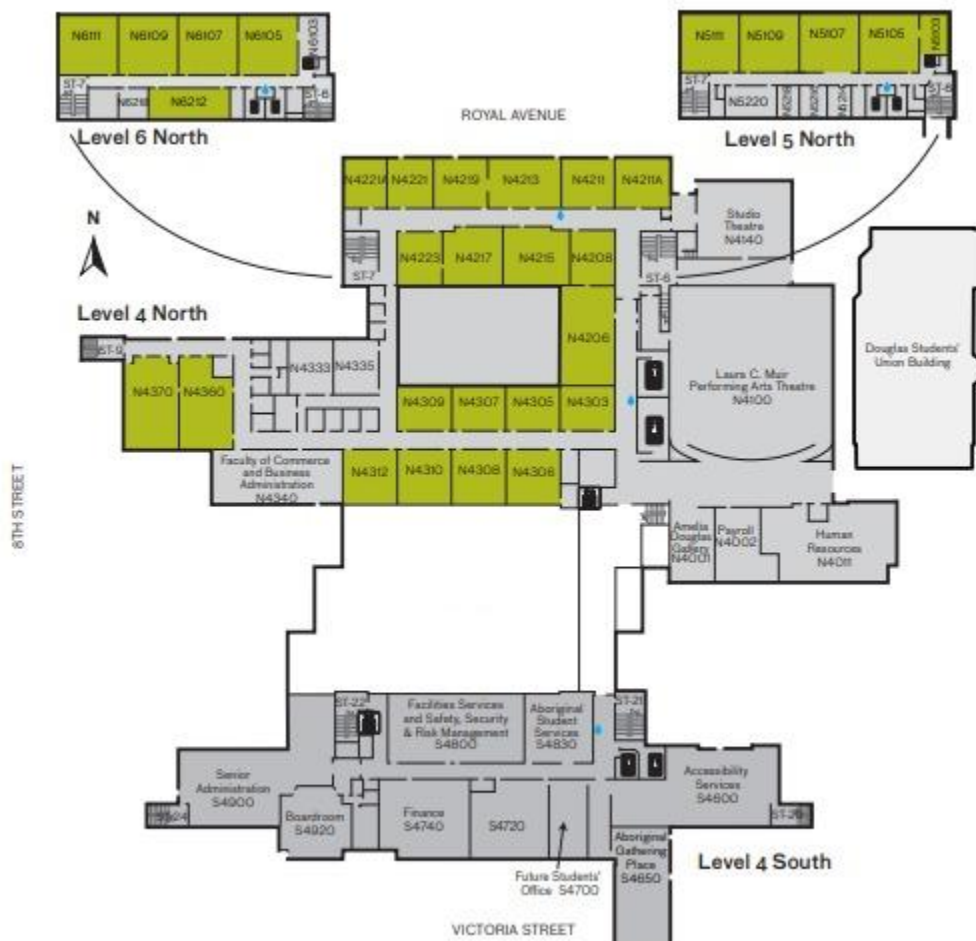 N6111
N6109
N6107
N6105
N6103
ST-7
N6212
ST-6
Level 6 North
N5111
N5109
N5107
N5105
N5103
ST-7
N5220
ST-6
Level 5 North
ROYAL AVENUE
N4221A
N4221
N4219
N4213
N4211
N4211A
Studio
Theatre
N4140
N
N4223
N4217
N4215
N4208
ST-7
ST-6
Level 4 North
ST-9
N4206
Douglas Students'
Union Building
N4333
N4335
Laura C. Muir
Performing Arts Theatre
N4100
N4370
N4360
N4309
N4307
N4305
N4303
Faculty of Commerce
and Business
Administration
N4340
N4312
N4310
N4308
N4306
8TH STREET
Amelia
Douglas
Gallery
N4001
Payroll
N4002
Human
Resources
N4011
ST-22
Facilities Services
and Safety, Security
& Risk Management
S4800
Aboriginal
Student
Services
S4830
ST-21
Senior
Administration
S4900
Accessibility
Services
S4600
ST-24
Boardroom
S4920
Finance
S4740
S4720
Aboriginal
Gathering
Place
S4650
Level 4 South
Future Students'
Office S4700
VICTORIA STREET